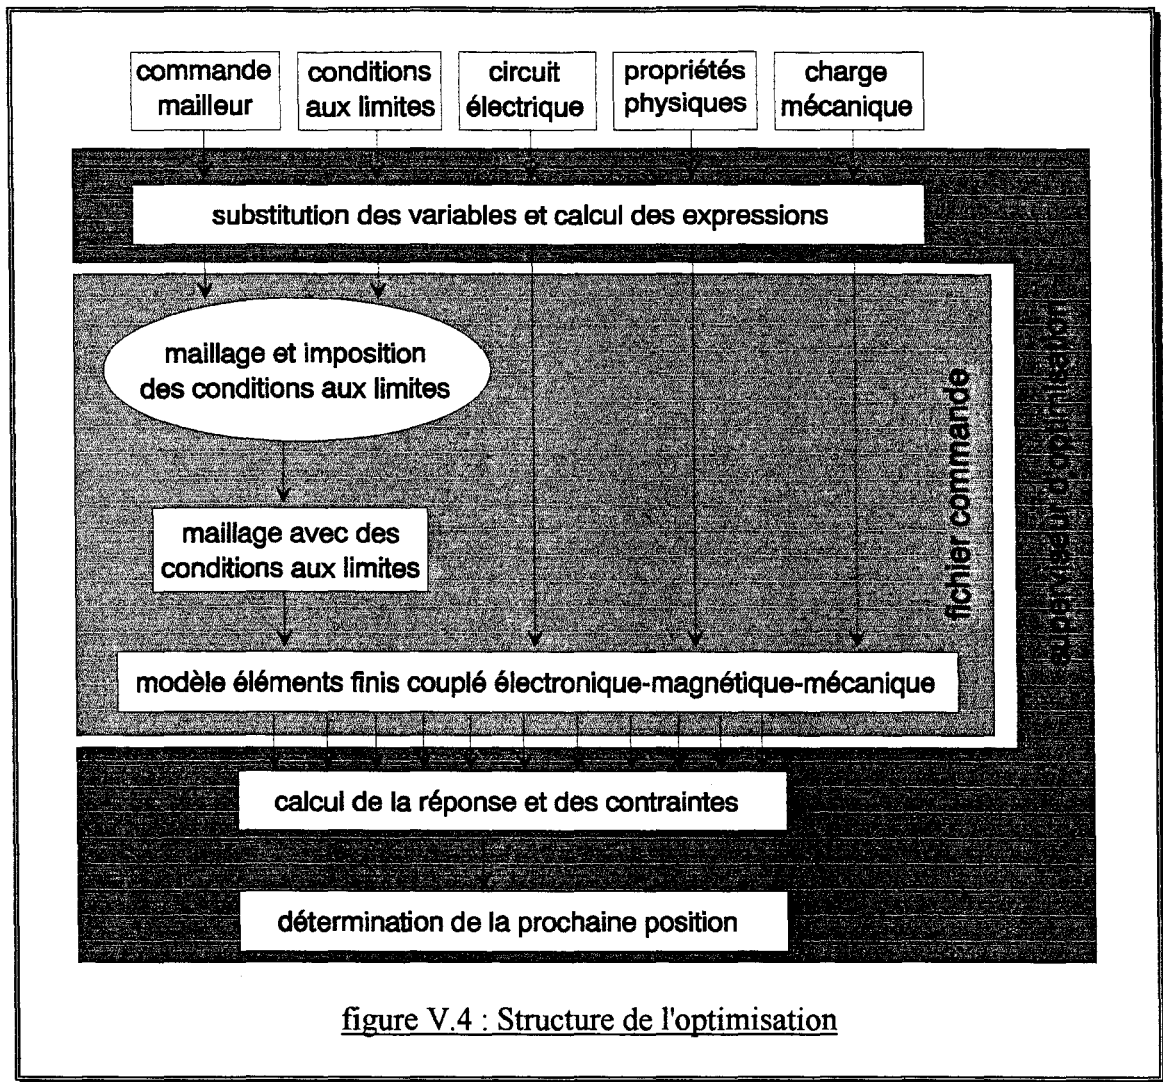 commande
mailleur
conditions
aux limites
circuit
électrique
propriétés
physiques
charge
mécanique
substitution des variables et calcul des expressions
maillage et imposition
des conditions aux limites
maillage avec des
conditions aux limites
modèle éléments finis couplé électronique-magnétique-mécanique
fichier commande
superviseur d'optimisation
calcul de la réponse et des contraintes
détermination de la prochaine position
figure V.4 : Structure de l'optimisation